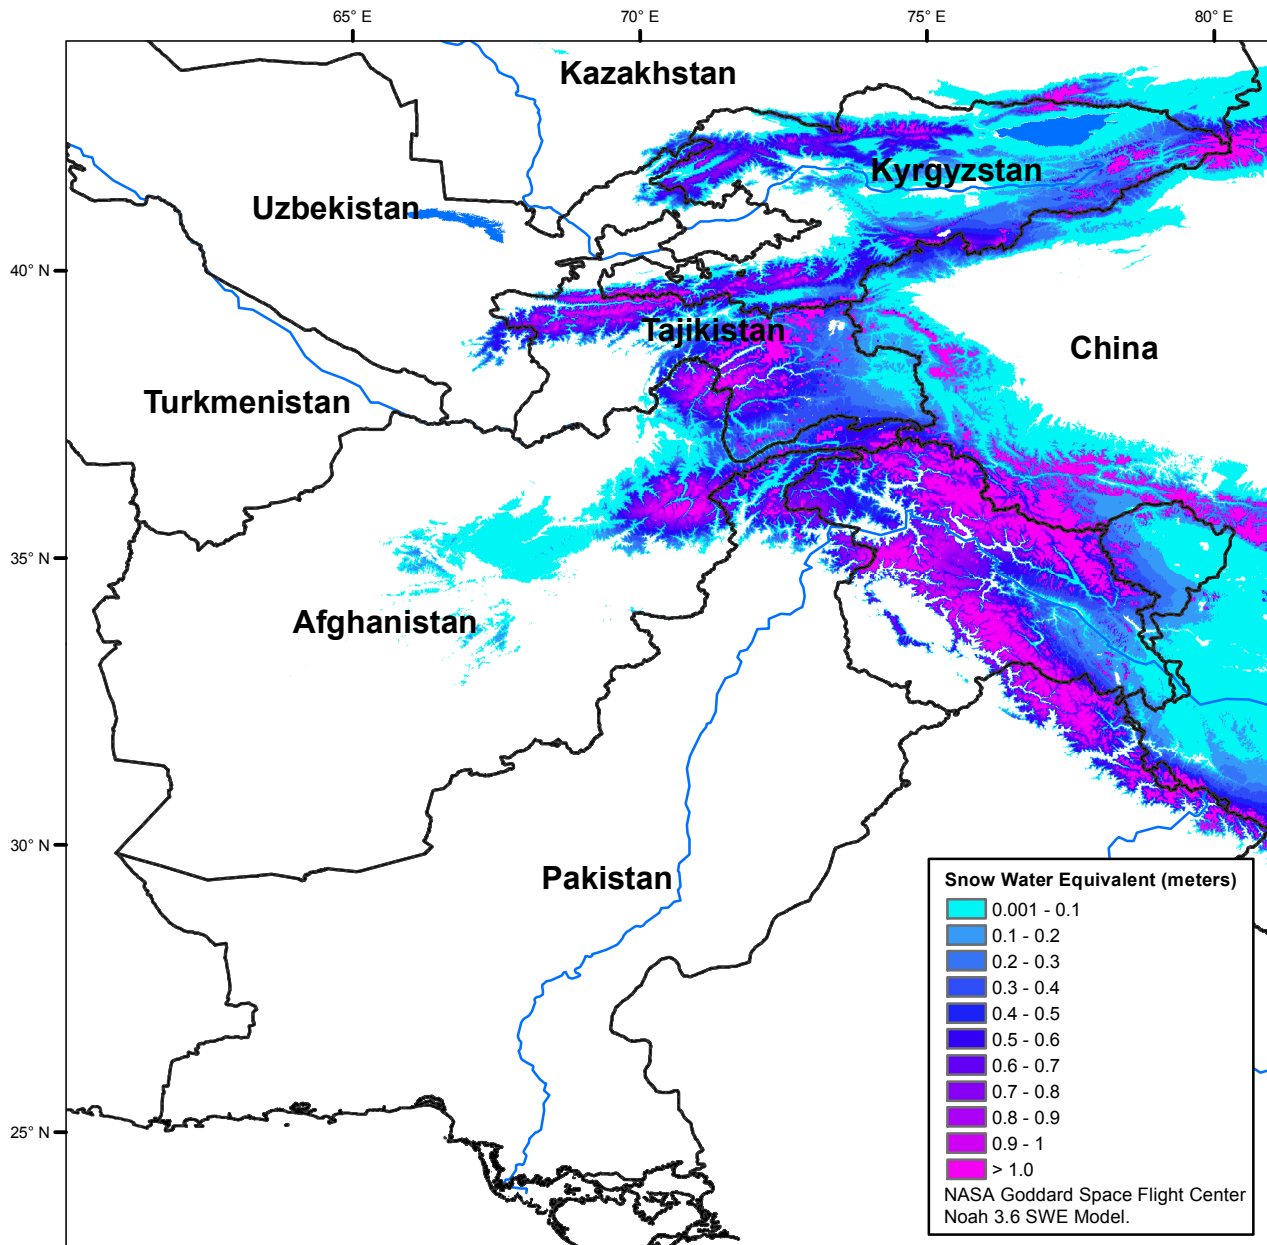 65° E
70° E
75° E
80° E
Kazakhstan
Kyrgyzstan
Uzbekistan
40° N
Tajikistan
China
Turkmenistan
35° N
Afghanistan
30° N
Pakistan
25° N
Snow Water Equivalent (meters)
0.001 - 0.1
0.1 - 0.2
0.2 - 0.3
0.3 - 0.4
0.4 - 0.5
0.5 - 0.6
0.6 - 0.7
0.7 - 0.8
0.8 - 0.9
0.9 - 1
> 1.0
NASA Goddard Space Flight Center
Noah 3.6 SWE Model.